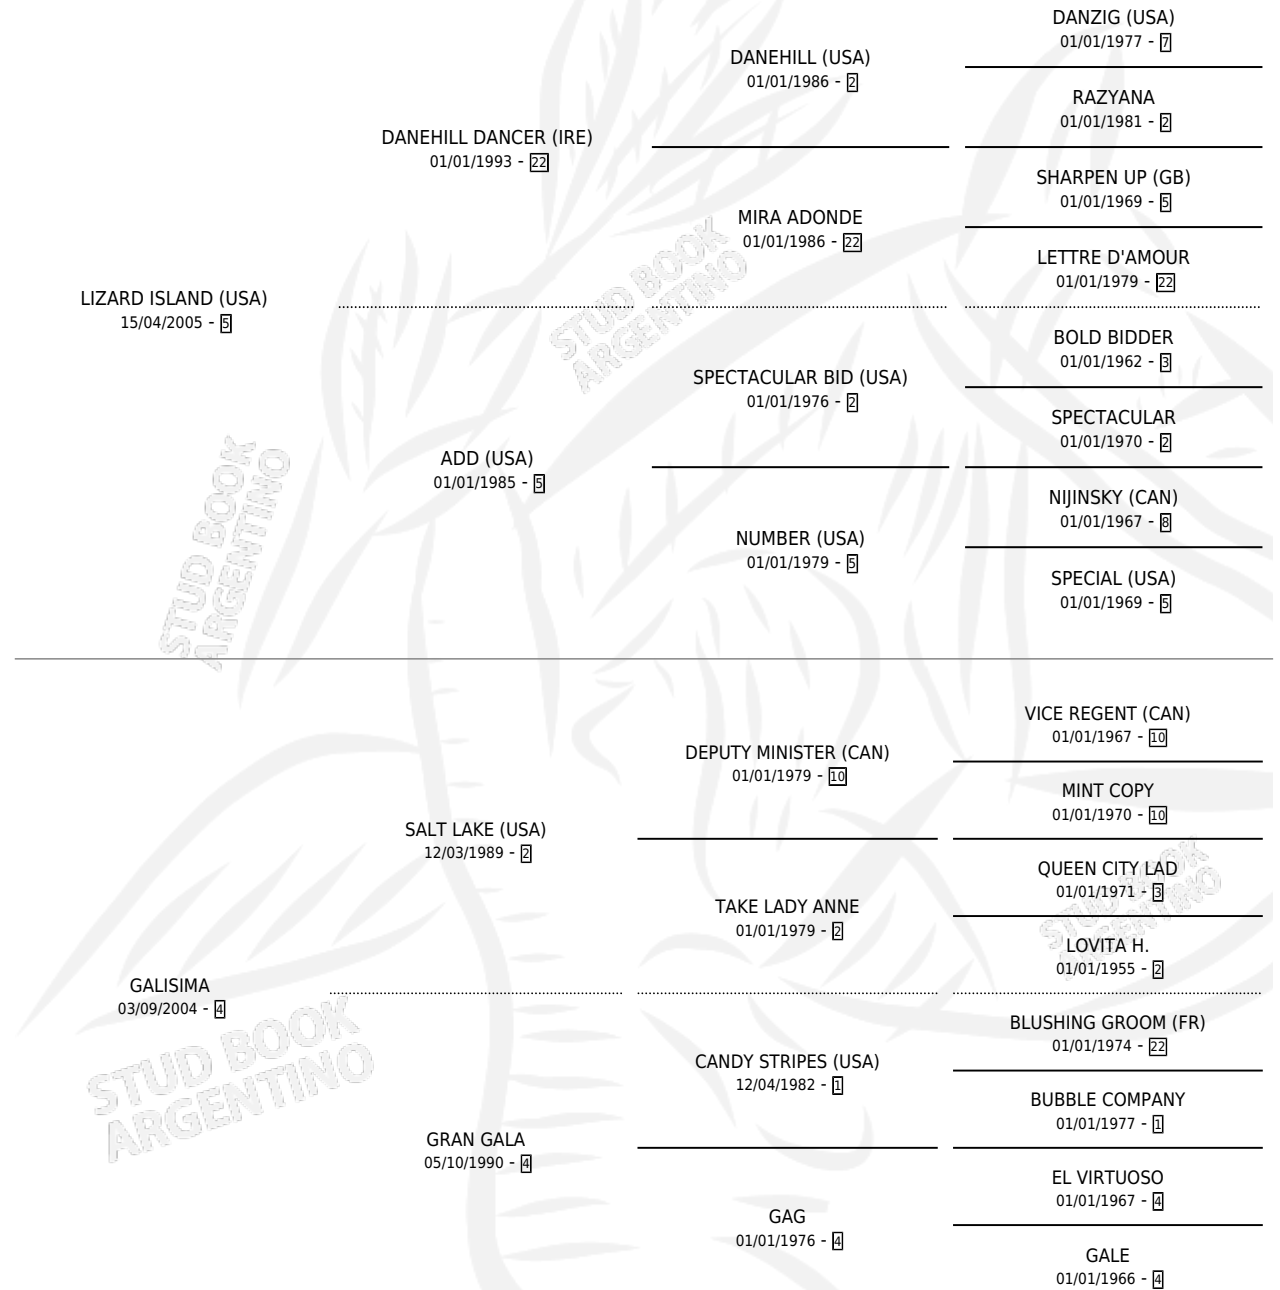 DANZIG (USA)
01/01/1977 - 7
DANEHILL (USA)
01/01/1986 - 2
RAZYANA
01/01/1981 - 2
DANEHILL DANCER (IRE)
01/01/1993 - 22
SHARPEN UP (GB)
01/01/1969 - 5
MIRA ADONDE
01/01/1986 - 22
LETTRE D'AMOUR
01/01/1979 - 22
LIZARD ISLAND (USA)
15/04/2005 - 5
STUD BOOK
ARGENTINO
BOLD BIDDER
01/01/1962 - 3
SPECTACULAR BID (USA)
01/01/1976 - 2
SPECTACULAR
01/01/1970 - 2
ADD (USA)
01/01/1985 - 5
NIJINSKY (CAN)
01/01/1967 - 8
NUMBER (USA)
01/01/1979 - 5
SPECIAL (USA)
01/01/1969 - 5
STUD BOOK
ARGENTINO
VICE REGENT (CAN)
01/01/1967 - 10
DEPUTY MINISTER (CAN)
01/01/1979 - 10
MINT COPY
01/01/1970 - 10
SALT LAKE (USA)
12/03/1989 - 2
QUEEN CITY LAD
01/01/1971 - 3
TAKE LADY ANNE
01/01/1979 - 2
STUD BOOK
ARGENTINO
LOVITA H.
01/01/1955 - 2
GALISIMA
03/09/2004 - 4
STUD BOOK
ARGENTINO
BLUSHING GROOM (FR)
01/01/1974 - 22
CANDY STRIPES (USA)
12/04/1982 - 1
BUBBLE COMPANY
01/01/1977 - 1
GRAN GALA
05/10/1990 - 4
EL VIRTUOSO
01/01/1967 - 4
GAG
01/01/1976 - 4
GALE
01/01/1966 - 4